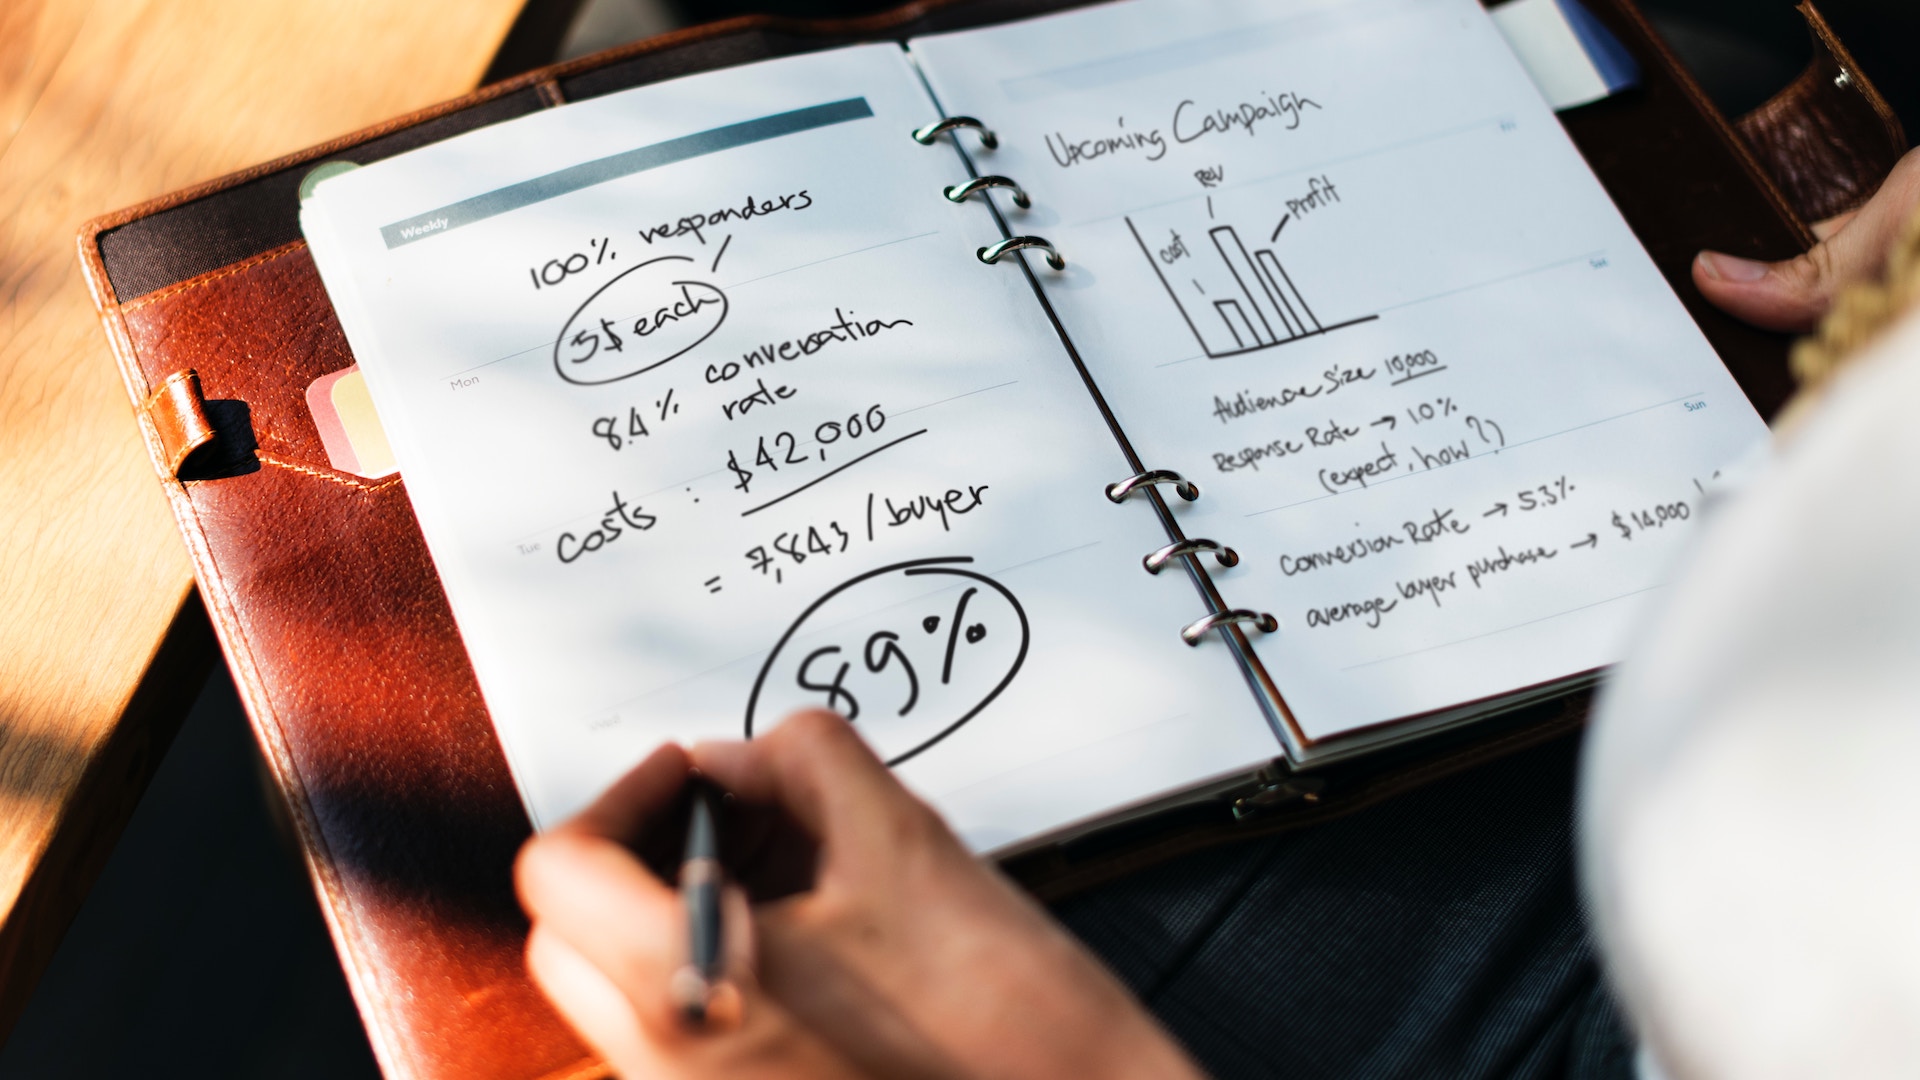 Weekly
100% responders
5$ each
Mon
8.4% conversation
rate
Tue
costs : $42,000
= 7,843 / buyer
Wed
89%
Upcoming Campaign
Fri
Rev
Profit
cost
Sat
Audience Size 10,000
Response Rate → 10%
(expect, how?)
Sun
Conversion Rate → 5.3%
average buyer purchase → $14,000